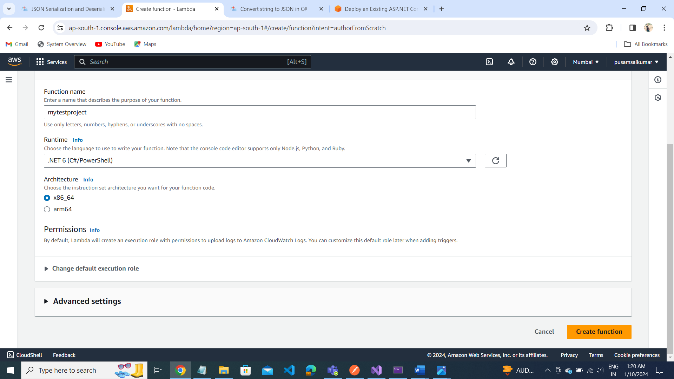 JSON Serialization and Deseri
Create function - Lambda
Convert string to JSON in C#
Deploy an Existing ASP.NET Co
ap-south-1.console.aws.amazon.com/lambda/home?region=ap-south-1#/create/function?intent=authorFromScratch
Gmail
System Overview
YouTube
Maps
All Bookmarks
aws
Services
Search
[Alt+S]
Mumbai
Function name
Enter a name that describes the purpose of your function.
mytestproject
Use only letters, numbers, hyphens, or underscores with no spaces.
Runtime Info
Choose the language to use to write your function. Note that the console code editor supports only Node.js, Python, and Ruby.
.NET 6 (C#/PowerShell)
Architecture Info
Choose the instruction set architecture you want for your function code.
x86_64
arm64
Permissions Info
By default, Lambda will create an execution role with permissions to upload logs to Amazon CloudWatch Logs. You can customize this default role later when adding triggers.
Change default execution role
Advanced settings
Cancel
Create function
CloudShell
Feedback
© 2024, Amazon Web Services, Inc. or its affiliates.
Privacy
Terms
Cookie preferences
Type here to search
AUD...
ENG
IN
1:20 AM
1/10/2024